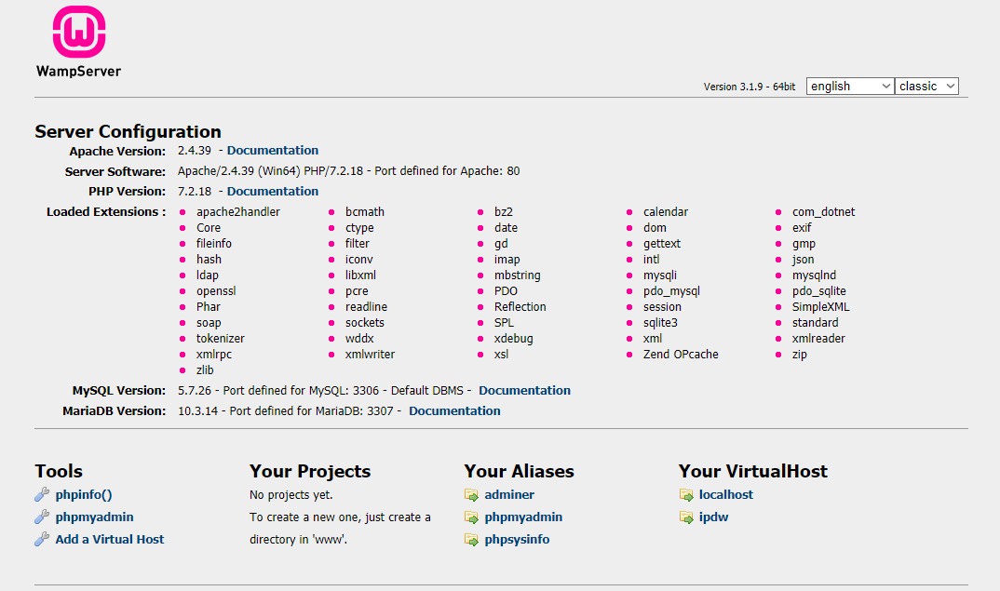 WampServer
Version 3.1.9 - 64bit english classic
Server Configuration
Apache Version: 2.4.39 - Documentation
Server Software: Apache/2.4.39 (Win64) PHP/7.2.18 - Port defined for Apache: 80
PHP Version: 7.2.18 - Documentation
Loaded Extensions : apache2handler bcmath bz2 calendar com_dotnet
Core ctype date dom exif
fileinfo filter gd gettext gmp
hash iconv imap intl json
ldap libxml mbstring mysqli mysqlnd
openssl pcre PDO pdo_mysql pdo_sqlite
Phar readline Reflection session SimpleXML
soap sockets SPL sqlite3 standard
tokenizer wddx xdebug xml xmlreader
xmlrpc xmlwriter xsl Zend OPcache zip
zlib
MySQL Version: 5.7.26 - Port defined for MySQL: 3306 - Default DBMS - Documentation
MariaDB Version: 10.3.14 - Port defined for MariaDB: 3307 - Documentation
Tools
phpinfo()
phpmyadmin
Add a Virtual Host
Your Projects
No projects yet.
To create a new one, just create a
directory in 'www'.
Your Aliases
adminer
phpmyadmin
phpsysinfo
Your VirtualHost
localhost
ipdw